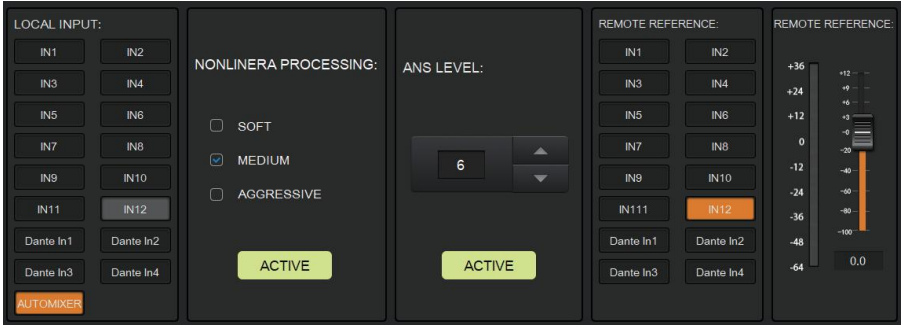 LOCAL INPUT:
IN1 IN2
IN3 IN4
IN5 IN6
IN7 IN8
IN9 IN10
IN11 IN12
Dante In1 Dante In2
Dante In3 Dante In4
AUTOMIXER
NONLINERA PROCESSING:
SOFT
MEDIUM
AGGRESSIVE
ACTIVE
ANS LEVEL:
6
ACTIVE
REMOTE REFERENCE:
IN1 IN2
IN3 IN4
IN5 IN6
IN7 IN8
IN9 IN10
IN111 IN12
Dante In1 Dante In2
Dante In3 Dante In4
REMOTE REFERENCE:
+36
+24
+12
0
-12
-24
-36
-48
-64
+12
+9
+6
+3
-0
-20
-40
-60
-80
-100
0.0